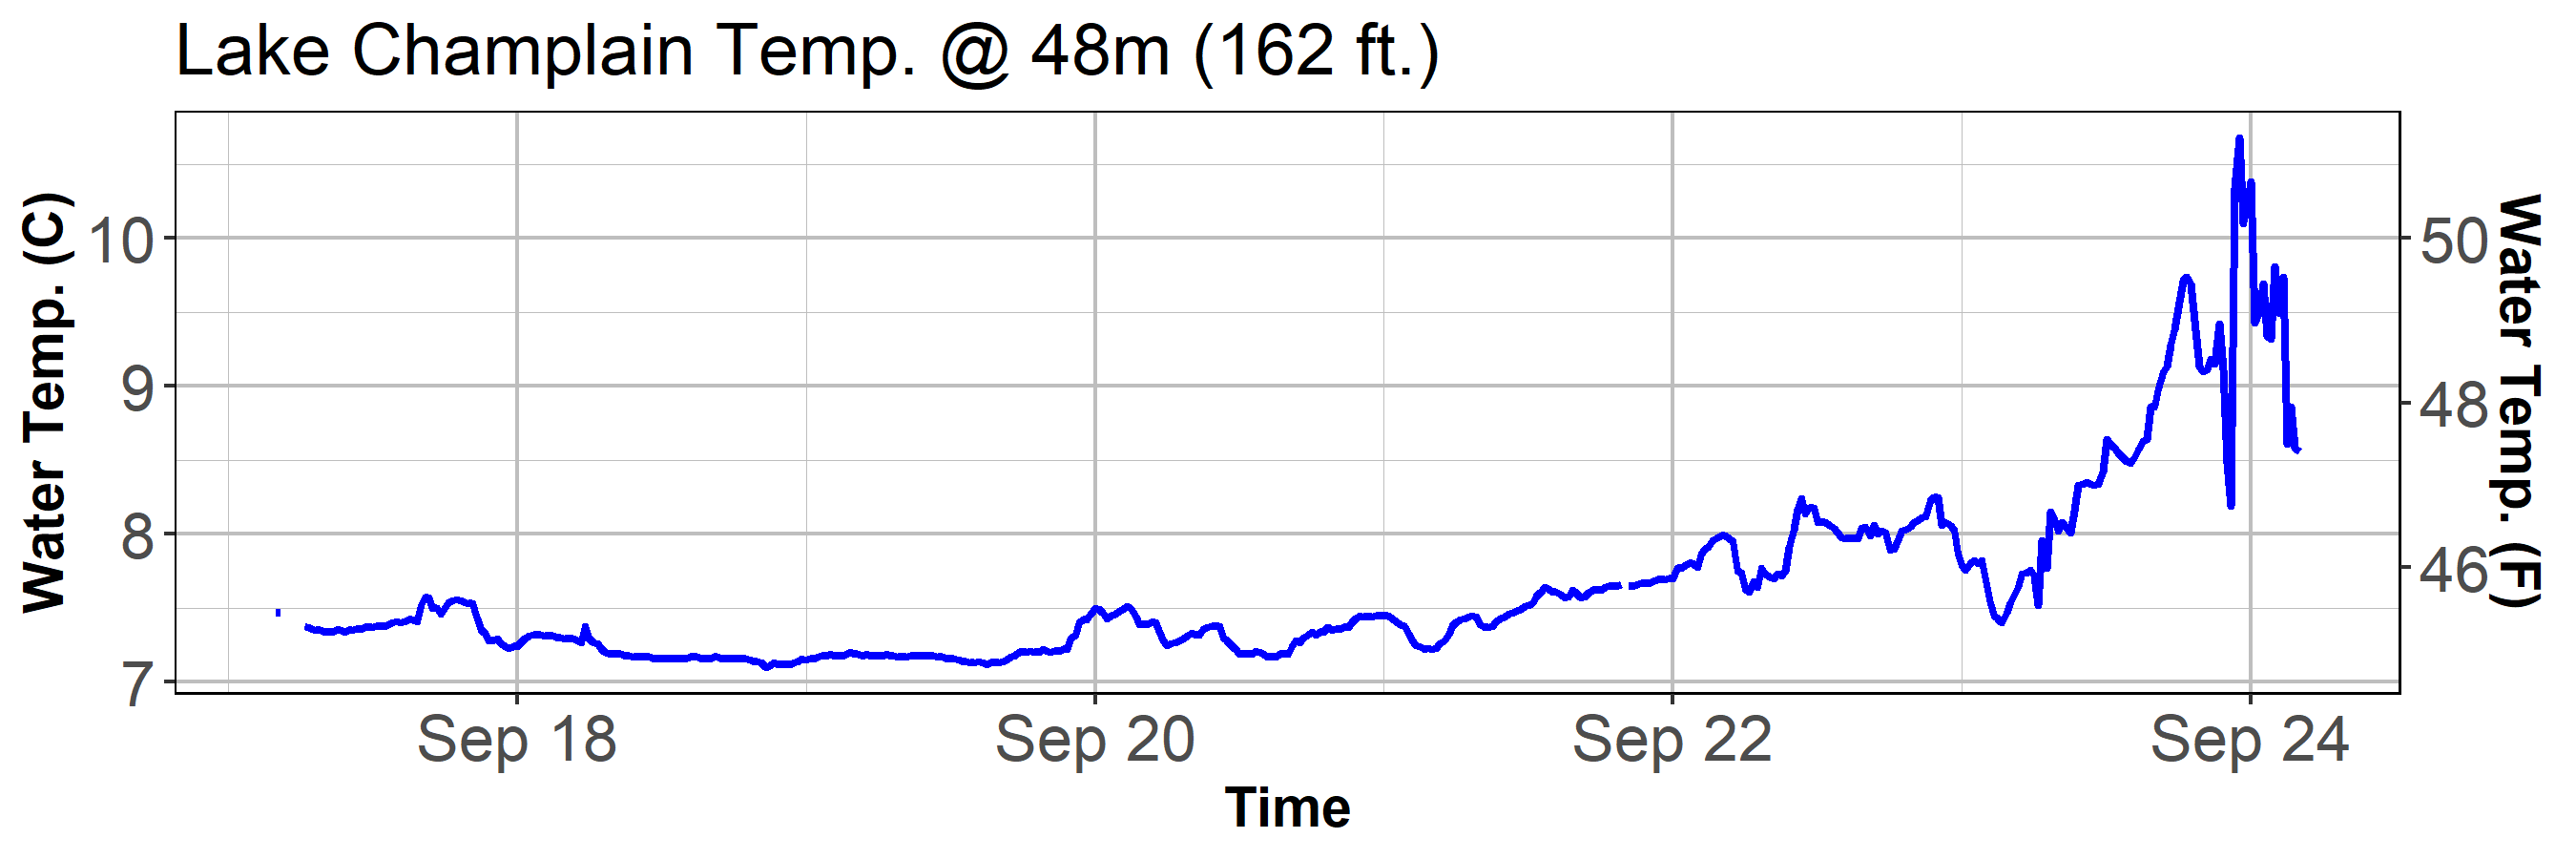 Lake Champlain Temp. @ 48m (162 ft.)
Water Temp. (C)
10
9
8
7
50
48
46
Water Temp. (F)
Sep 18
Sep 20
Sep 22
Sep 24
Time